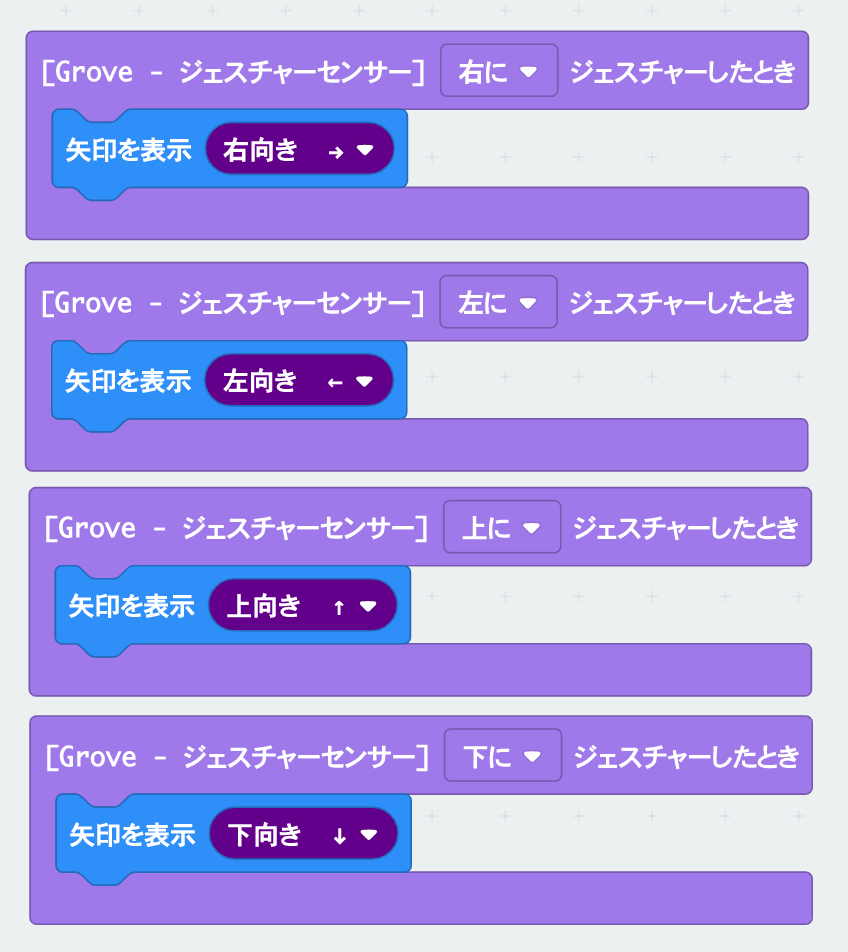 [Grove - ジェスチャーセンサー] 右に ジェスチャーしたとき
矢印を表示 右向き →
[Grove - ジェスチャーセンサー] 左に ジェスチャーしたとき
矢印を表示 左向き ←
[Grove - ジェスチャーセンサー] 上に ジェスチャーしたとき
矢印を表示 上向き ↑
[Grove - ジェスチャーセンサー] 下に ジェスチャーしたとき
矢印を表示 下向き ↓